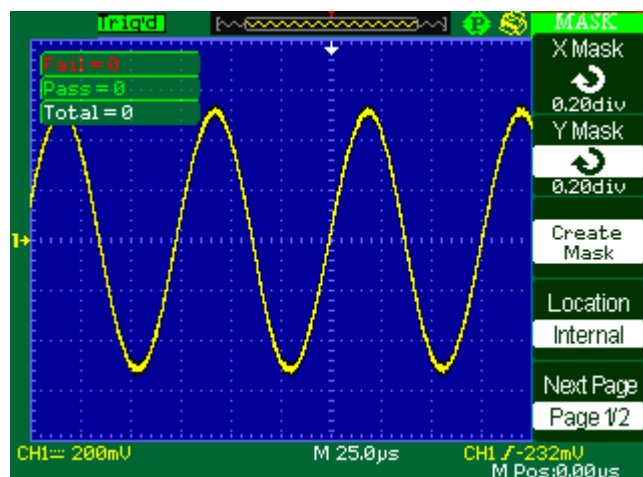 Trig'd P MASK
Fail=0
Pass=0
Total=0
X Mask
0.20div
Y Mask
0.20div
Create
Mask
Location
Internal
Next Page
Page 1/2
1
CH1 200mV M 25.0µs CH1 -232mV
M Pos:0.00µs